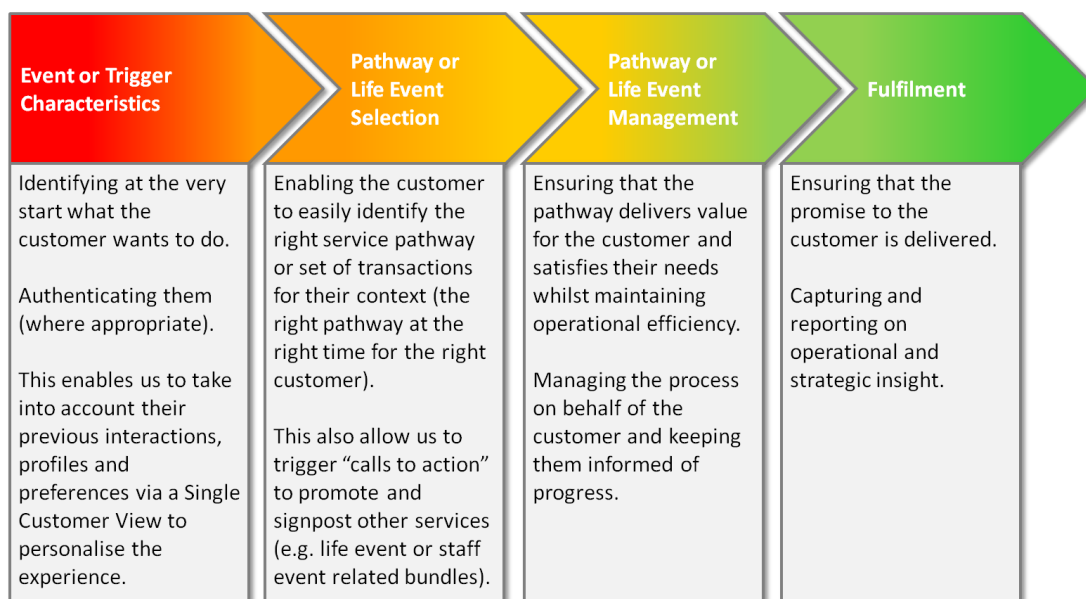 Event or Trigger
Characteristics
Pathway or
Life Event
Selection
Pathway or
Life Event
Management
Fulfilment
Identifying at the very
start what the
customer wants to do.
Authenticating them
(where appropriate).
This enables us to take
into account their
previous interactions,
profiles and
preferences via a Single
Customer View to
personalise the
experience.
Enabling the customer
to easily identify the
right service pathway
or set of transactions
for their context (the
right pathway at the
right time for the right
customer).
This also allow us to
trigger “calls to action”
to promote and
signpost other services
(e.g. life event or staff
event related bundles).
Ensuring that the
pathway delivers value
for the customer and
satisfies their needs
whilst maintaining
operational efficiency.
Managing the process
on behalf of the
customer and keeping
them informed of
progress.
Ensuring that the
promise to the
customer is delivered.
Capturing and
reporting on
operational and
strategic insight.